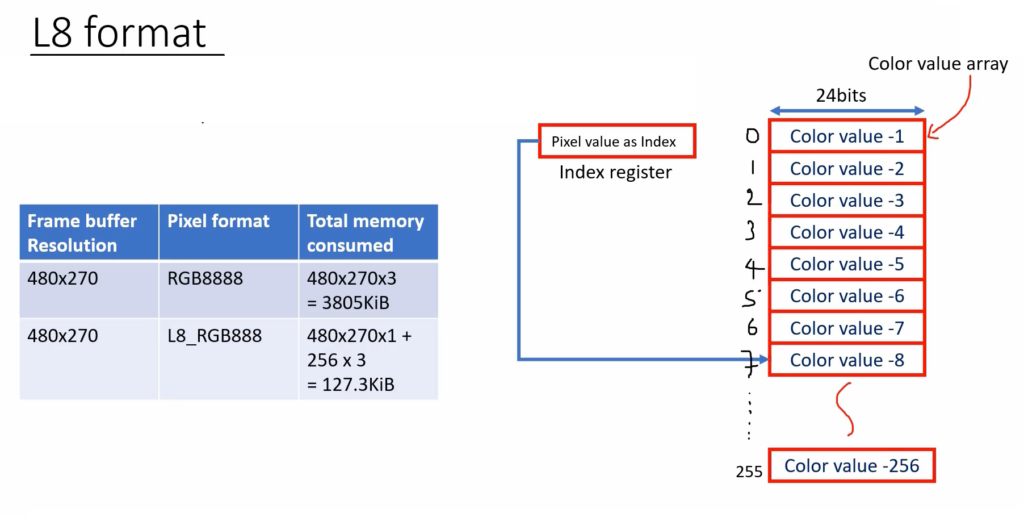 L8 format
Color value array
24bits
Frame buffer Resolution
Pixel format
Total memory consumed
480x270
RGB8888
480x270x3
= 3805KiB
480x270
L8_RGB888
480x270x1 +
256 x 3
= 127.3KiB
Pixel value as Index
Index register
0 Color value -1
1 Color value -2
2 Color value -3
3 Color value -4
4 Color value -5
5 Color value -6
6 Color value -7
7 Color value -8
255 Color value -256